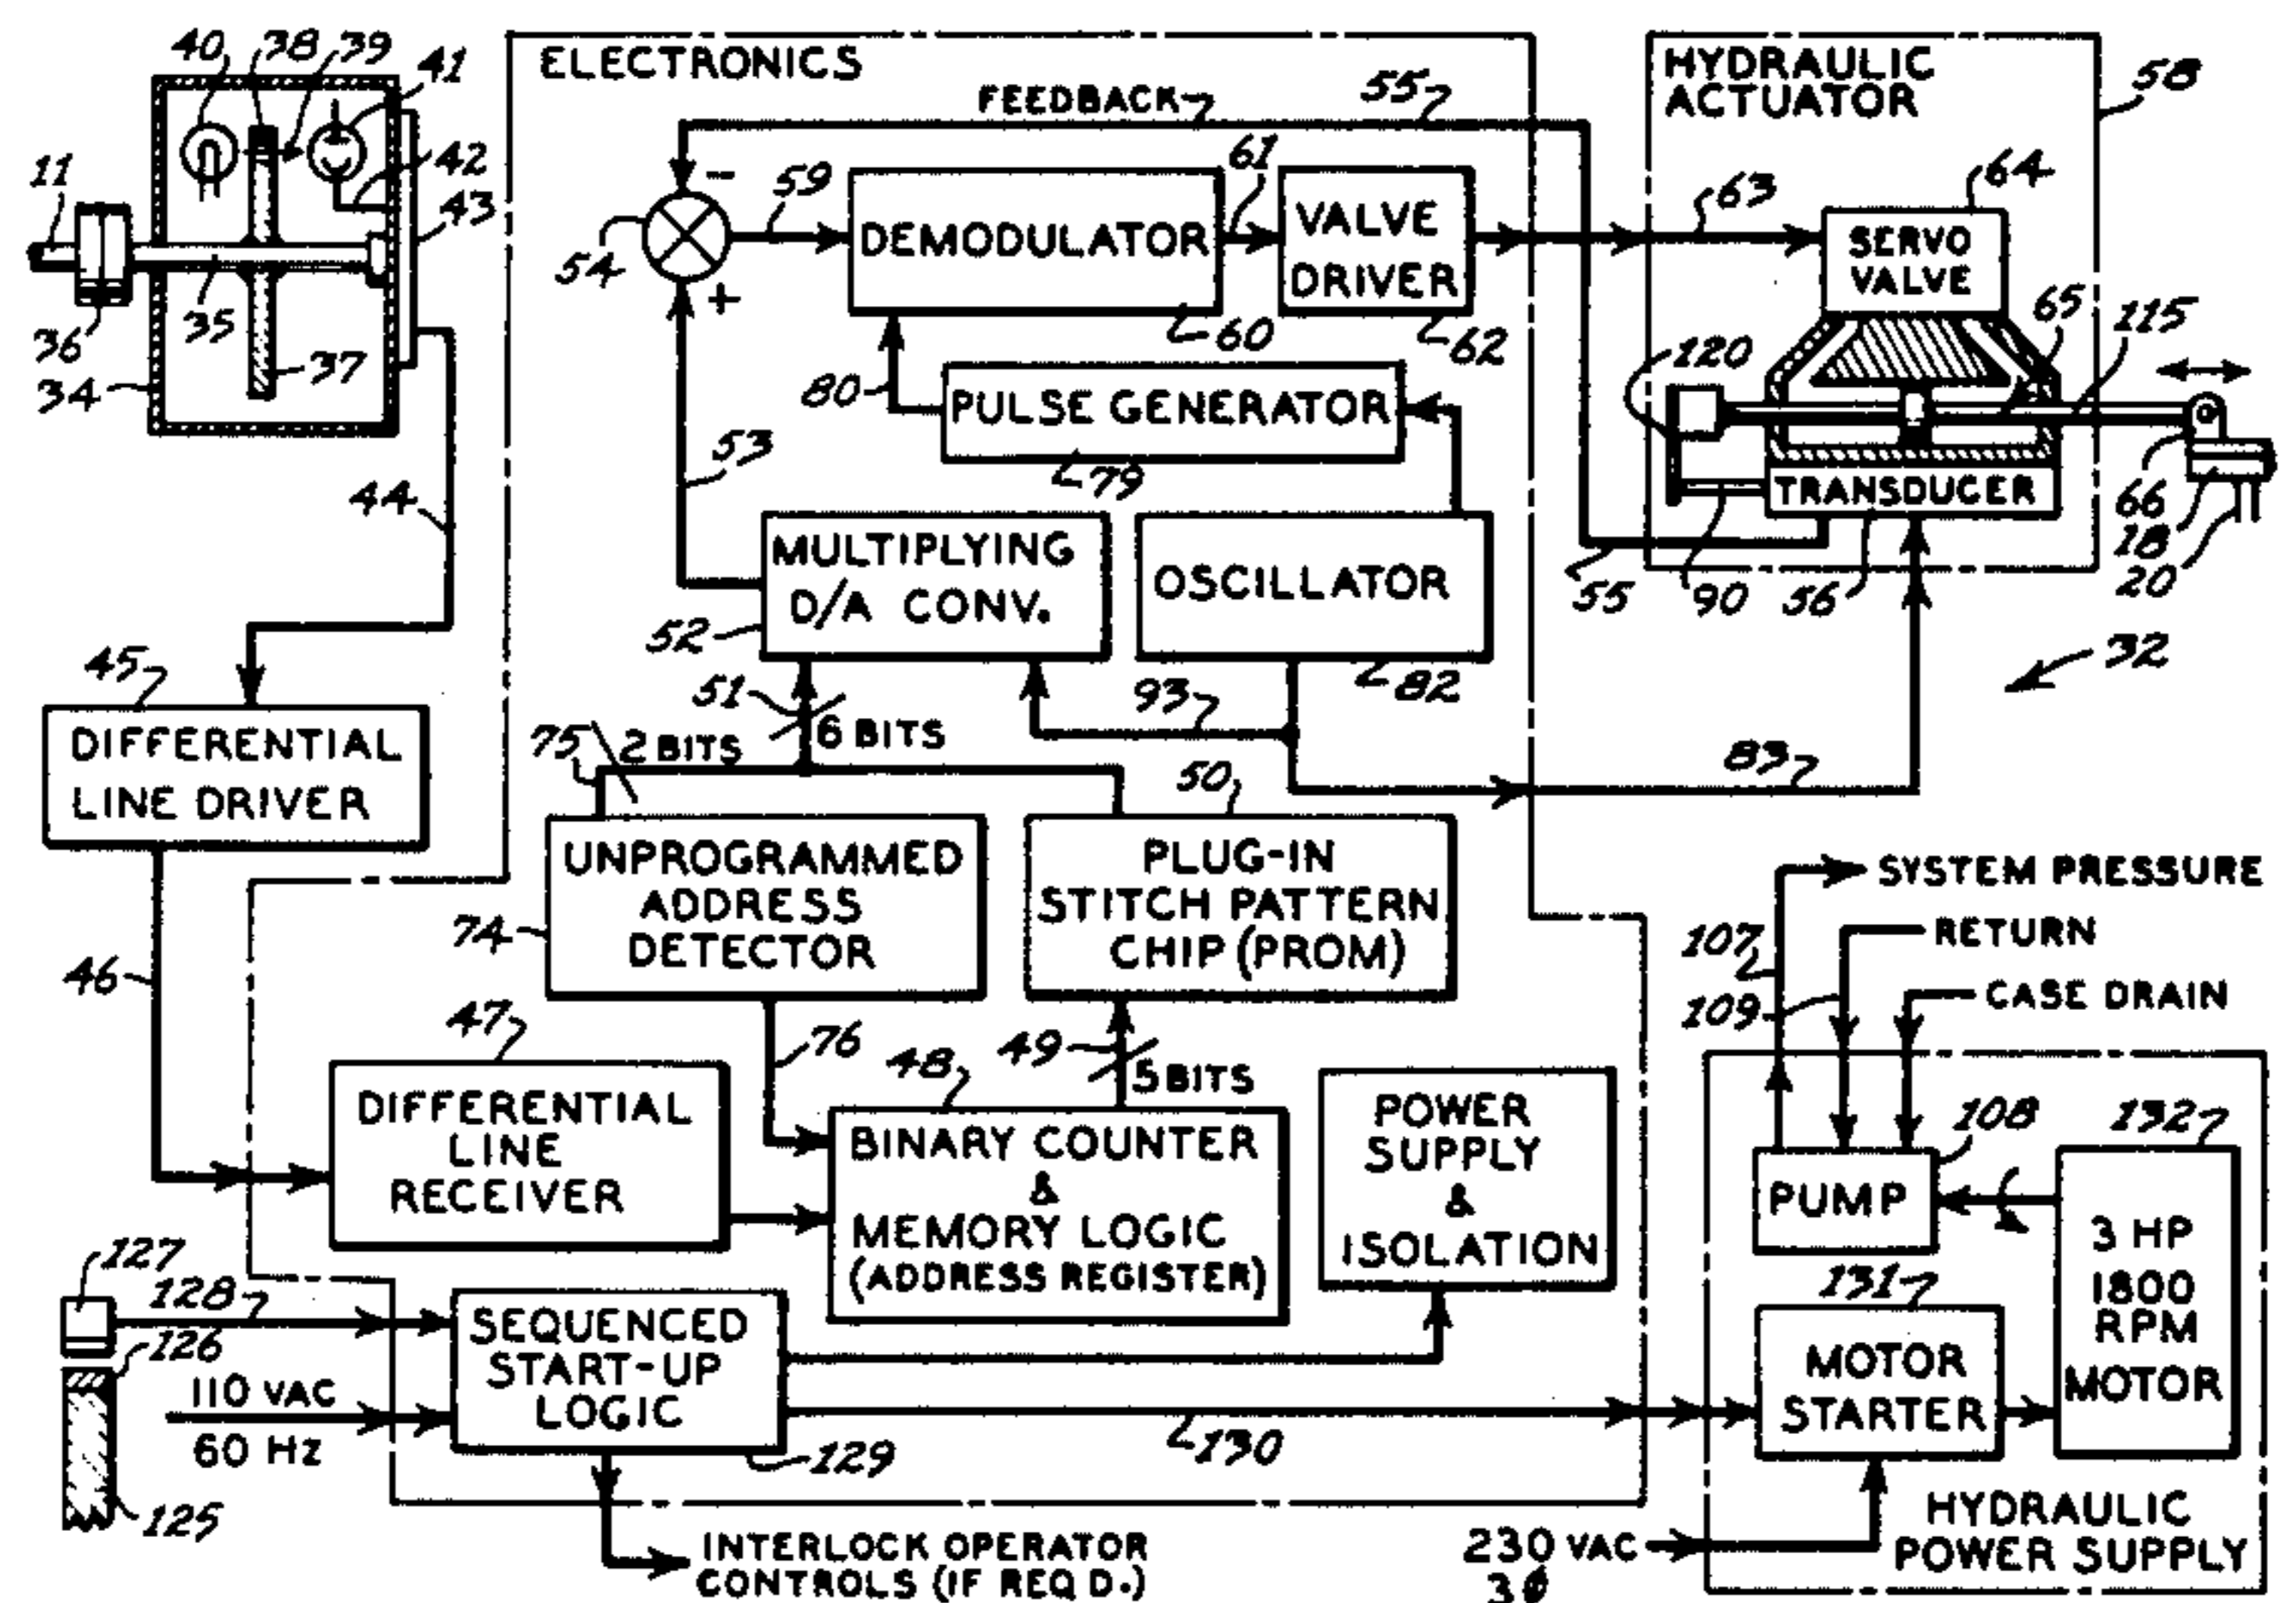 40
38
39
41
42
43
11
36
35
34
37
44
45
DIFFERENTIAL
LINE DRIVER
46
ELECTRONICS
FEEDBACK
55
-
54
+
59
DEMODULATOR
60
61
VALVE
DRIVER
62
80
PULSE GENERATOR
79
53
MULTIPLYING
D/A CONV.
52
OSCILLATOR
82
51
6 BITS
93
75
2 BITS
50
83
UNPROGRAMMED
ADDRESS
DETECTOR
74
PLUG-IN
STITCH PATTERN
CHIP (PROM)
76
49
5 BITS
47
DIFFERENTIAL
LINE
RECEIVER
48
BINARY COUNTER
&
MEMORY LOGIC
(ADDRESS REGISTER)
POWER
SUPPLY
&
ISOLATION
127
128
126
110 VAC
60 HZ
125
SEQUENCED
START-UP
LOGIC
129
130
INTERLOCK OPERATOR
CONTROLS (IF REQ D.)
HYDRAULIC
ACTUATOR
58
63
64
SERVO
VALVE
65
115
120
66
18
20
TRANSDUCER
55
90
56
32
SYSTEM PRESSURE
107
RETURN
109
CASE DRAIN
108
PUMP
132
3 HP
1800
RPM
MOTOR
131
MOTOR
STARTER
HYDRAULIC
POWER SUPPLY
230 VAC
3ϕ